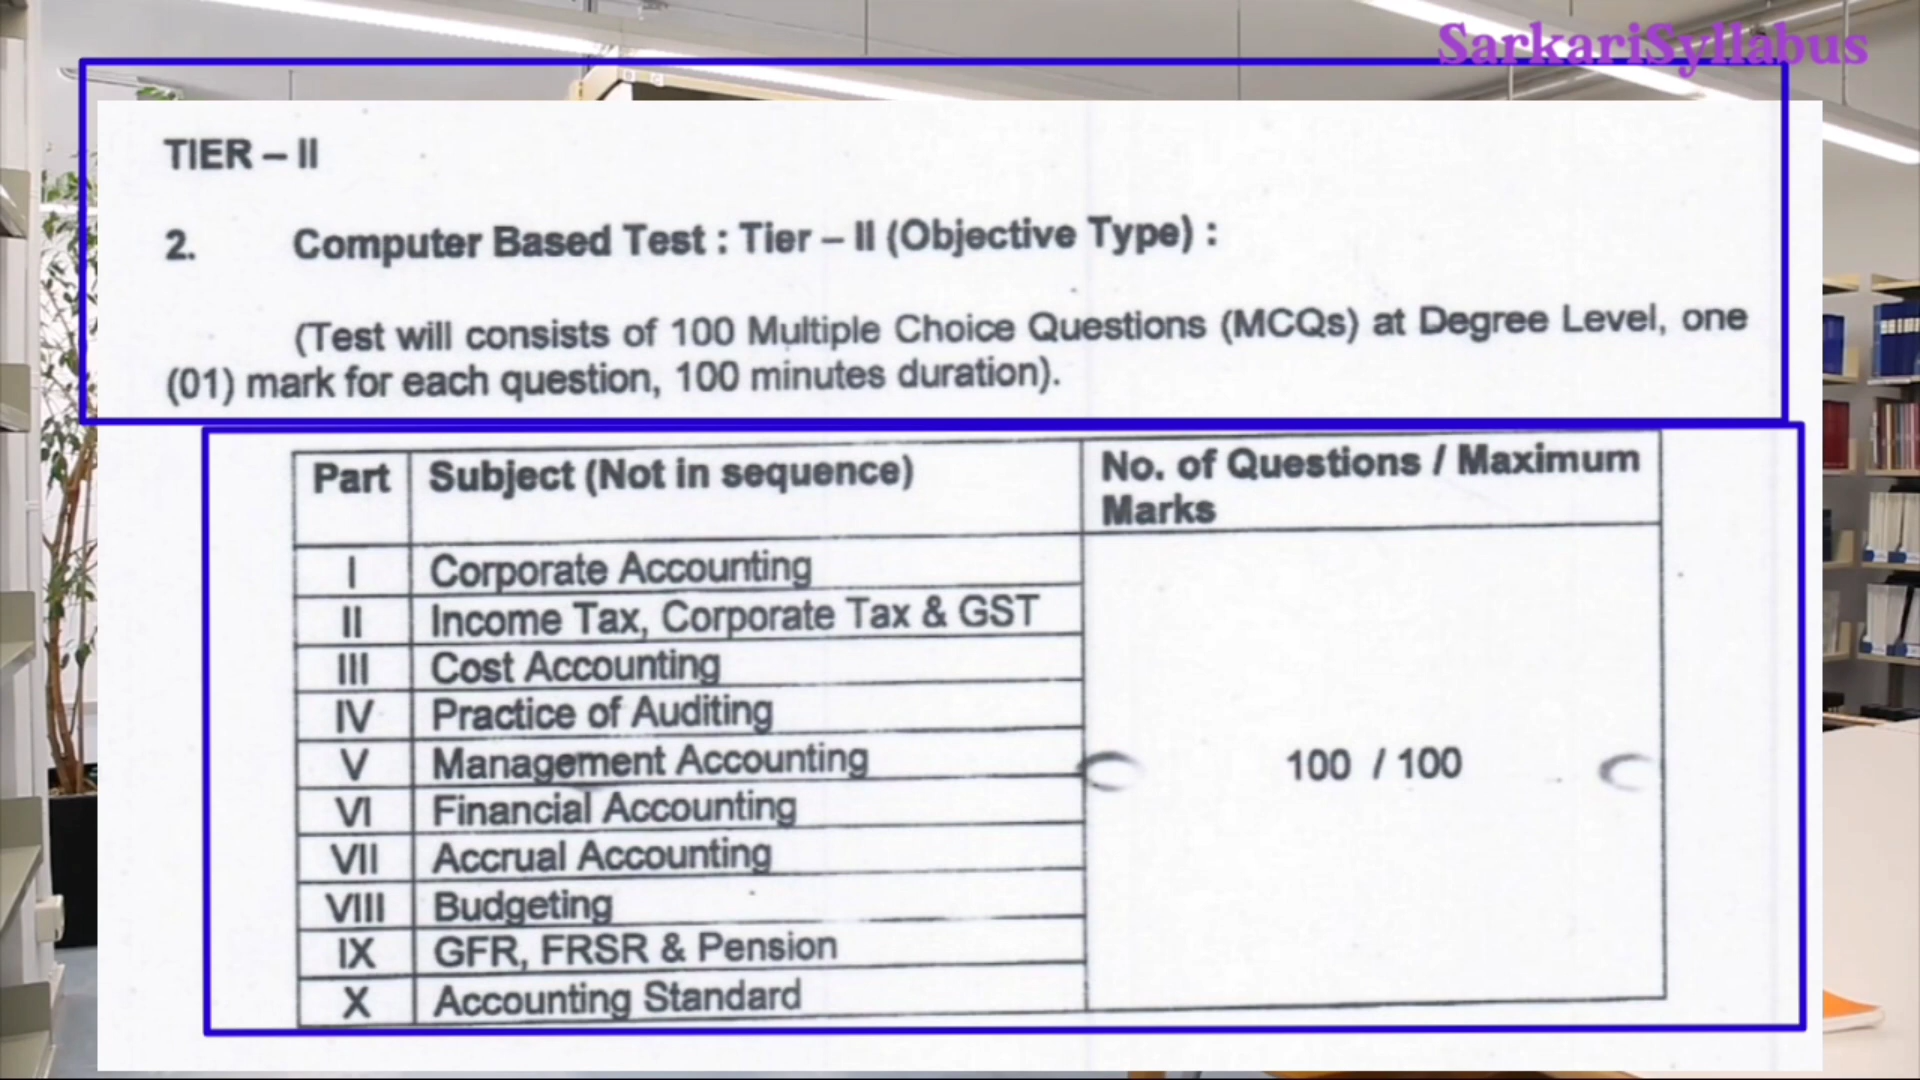 SarkariSyllabus
TIER – II
2. Computer Based Test : Tier – II (Objective Type) :
(Test will consists of 100 Multiple Choice Questions (MCQs) at Degree Level, one
(01) mark for each question, 100 minutes duration).
Part Subject (Not in sequence) No. of Questions / Maximum
Marks
I Corporate Accounting
II Income Tax, Corporate Tax & GST
III Cost Accounting
IV Practice of Auditing
V Management Accounting 100 / 100
VI Financial Accounting
VII Accrual Accounting
VIII Budgeting
IX GFR, FRSR & Pension
X Accounting Standard